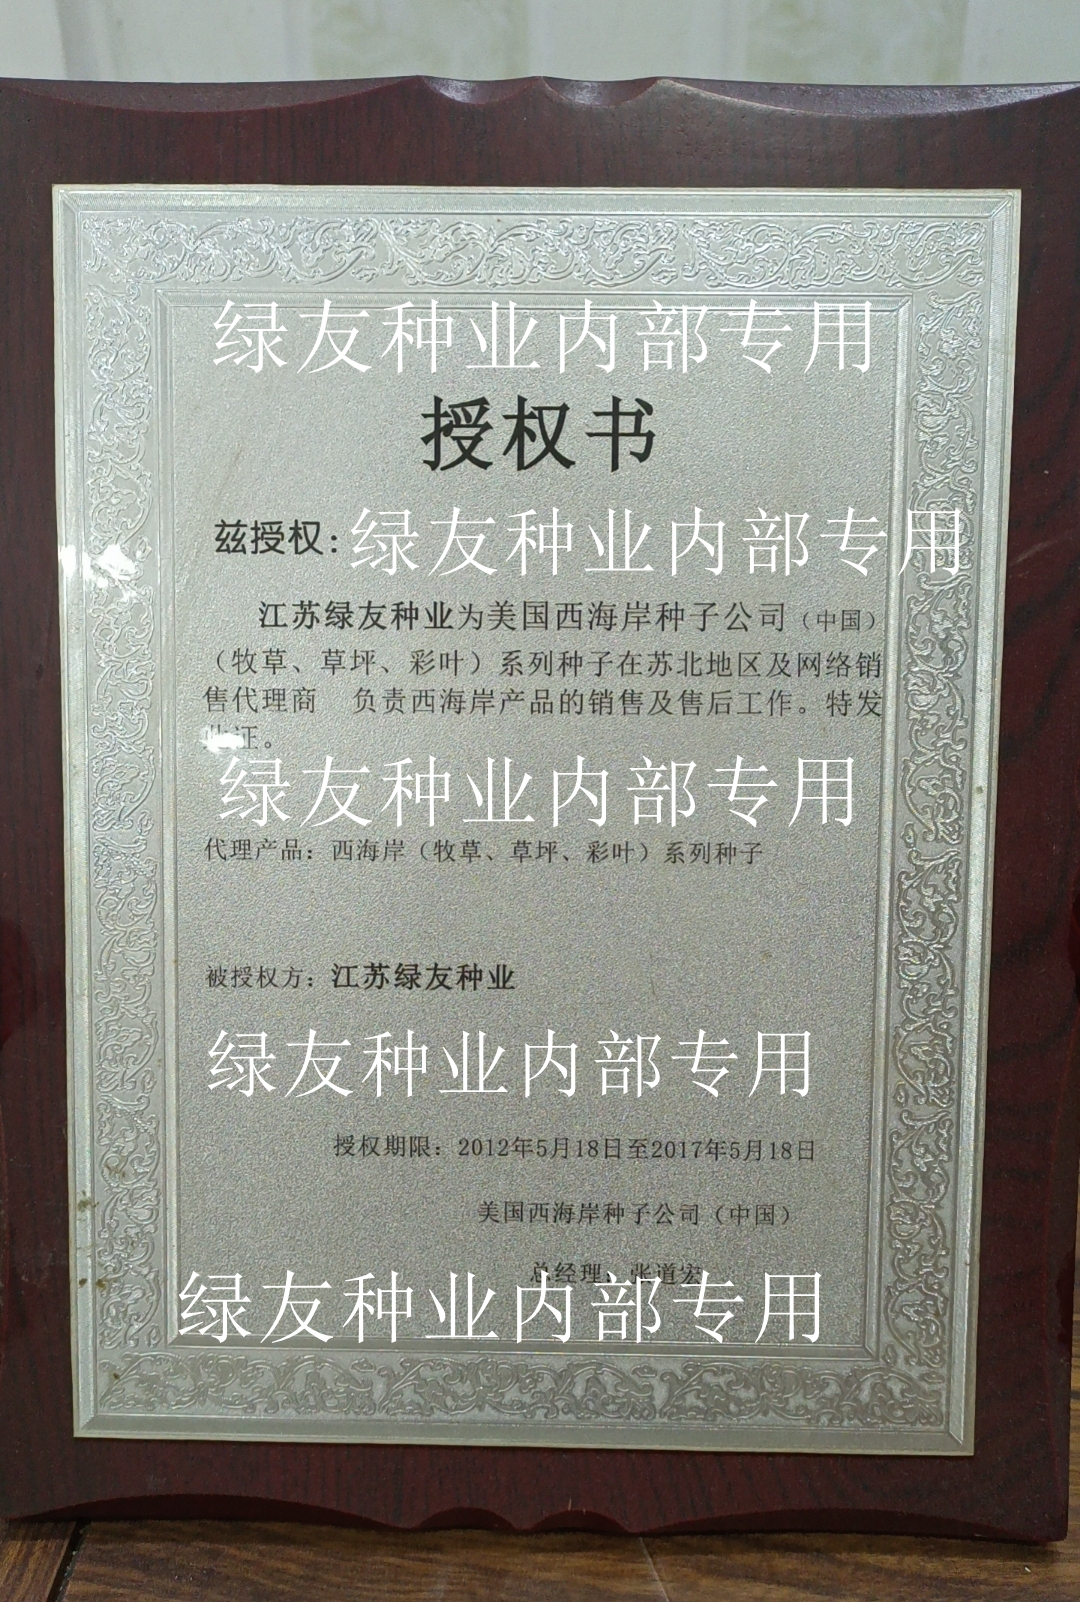 绿友种业内部专用
授权书
兹授权:绿友种业内部专用
江苏绿友种业为美国西海岸种子公司（中国）
（牧草、草坪、彩叶）系列种子在苏北地区及网络销
售代理商 负责西海岸产品的销售及售后工作。特发
此证。
绿友种业内部专用
代理产品：西海岸（牧草、草坪、彩叶）系列种子
被授权方：江苏绿友种业
绿友种业内部专用
授权期限：2012年5月18日至2017年5月18日
美国西海岸种子公司（中国）
总经理：张道宏
绿友种业内部专用